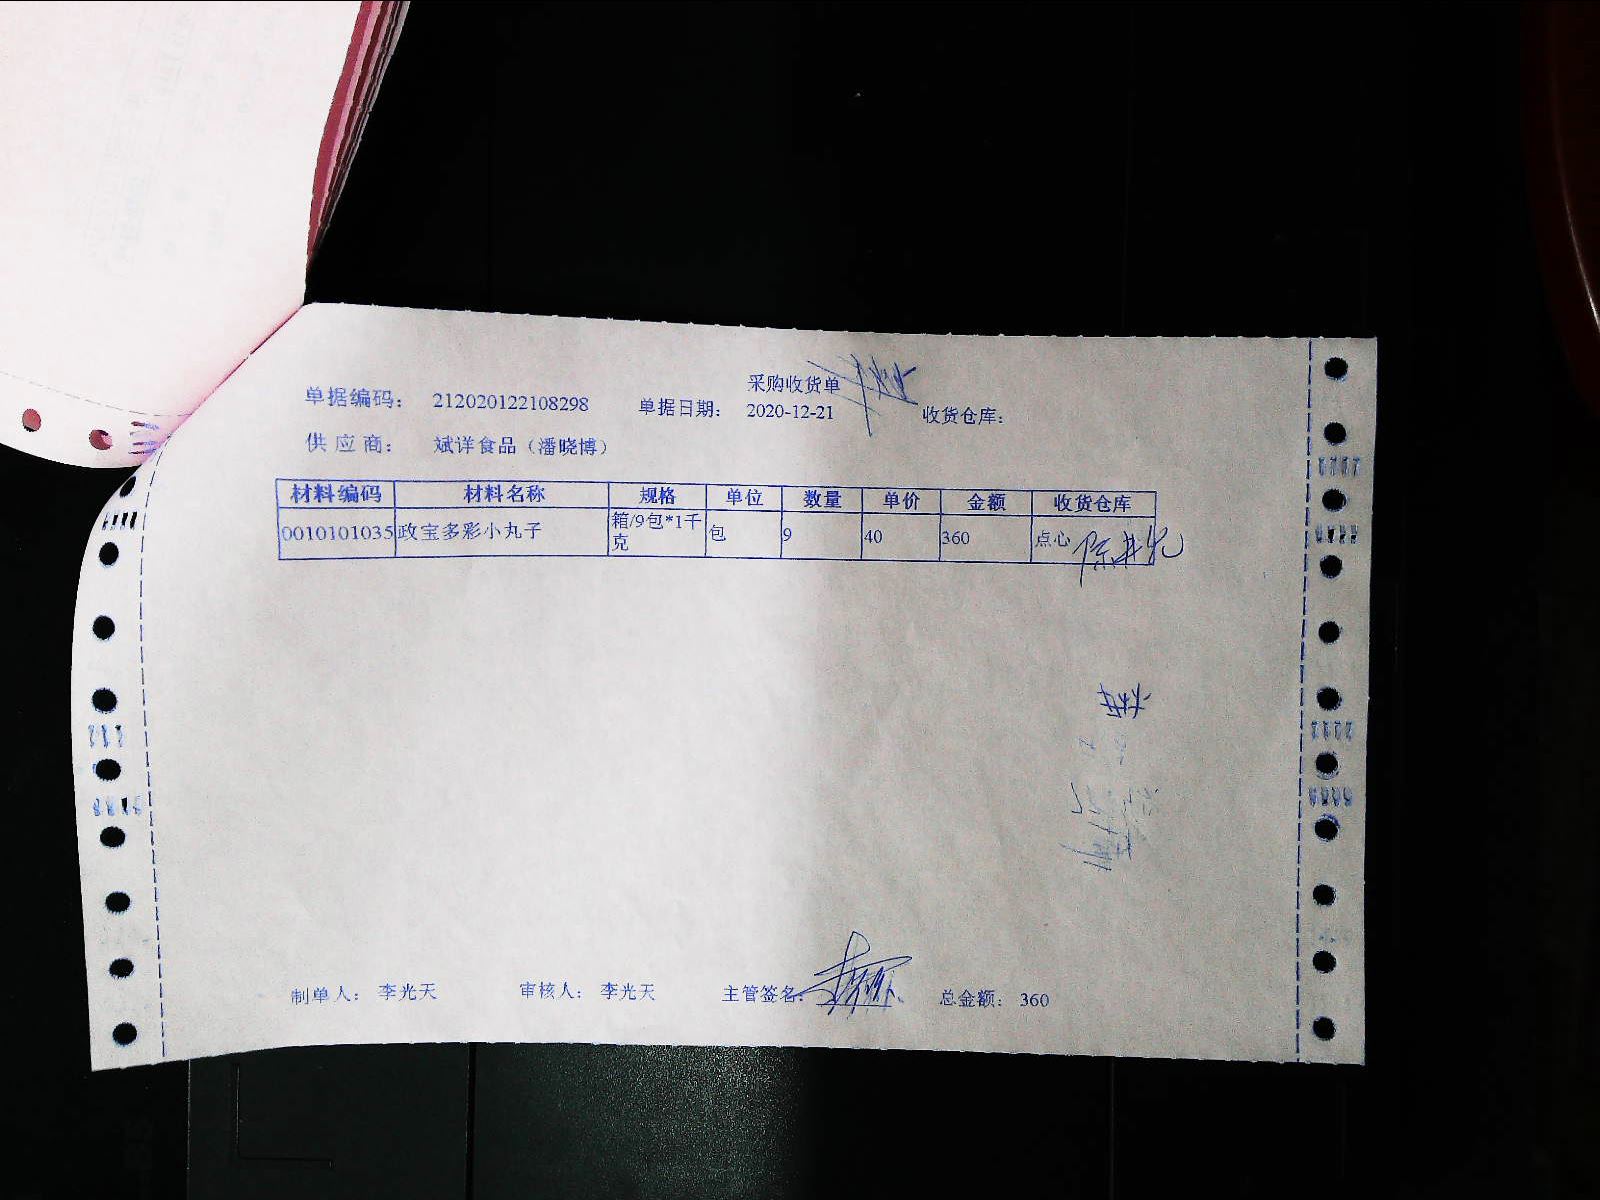 采购收货单
单据编码： 212020122108298 单据日期： 2020-12-21 收货仓库：
供 应 商： 斌详食品（潘晓博）
材料编码 材料名称 规格 单位 数量 单价 金额 收货仓库
0010101035 政宝多彩小丸子 箱/9包*1千克 包 9 40 360 点心
制单人： 李光天 审核人： 李光天 主管签名： 总金额： 360